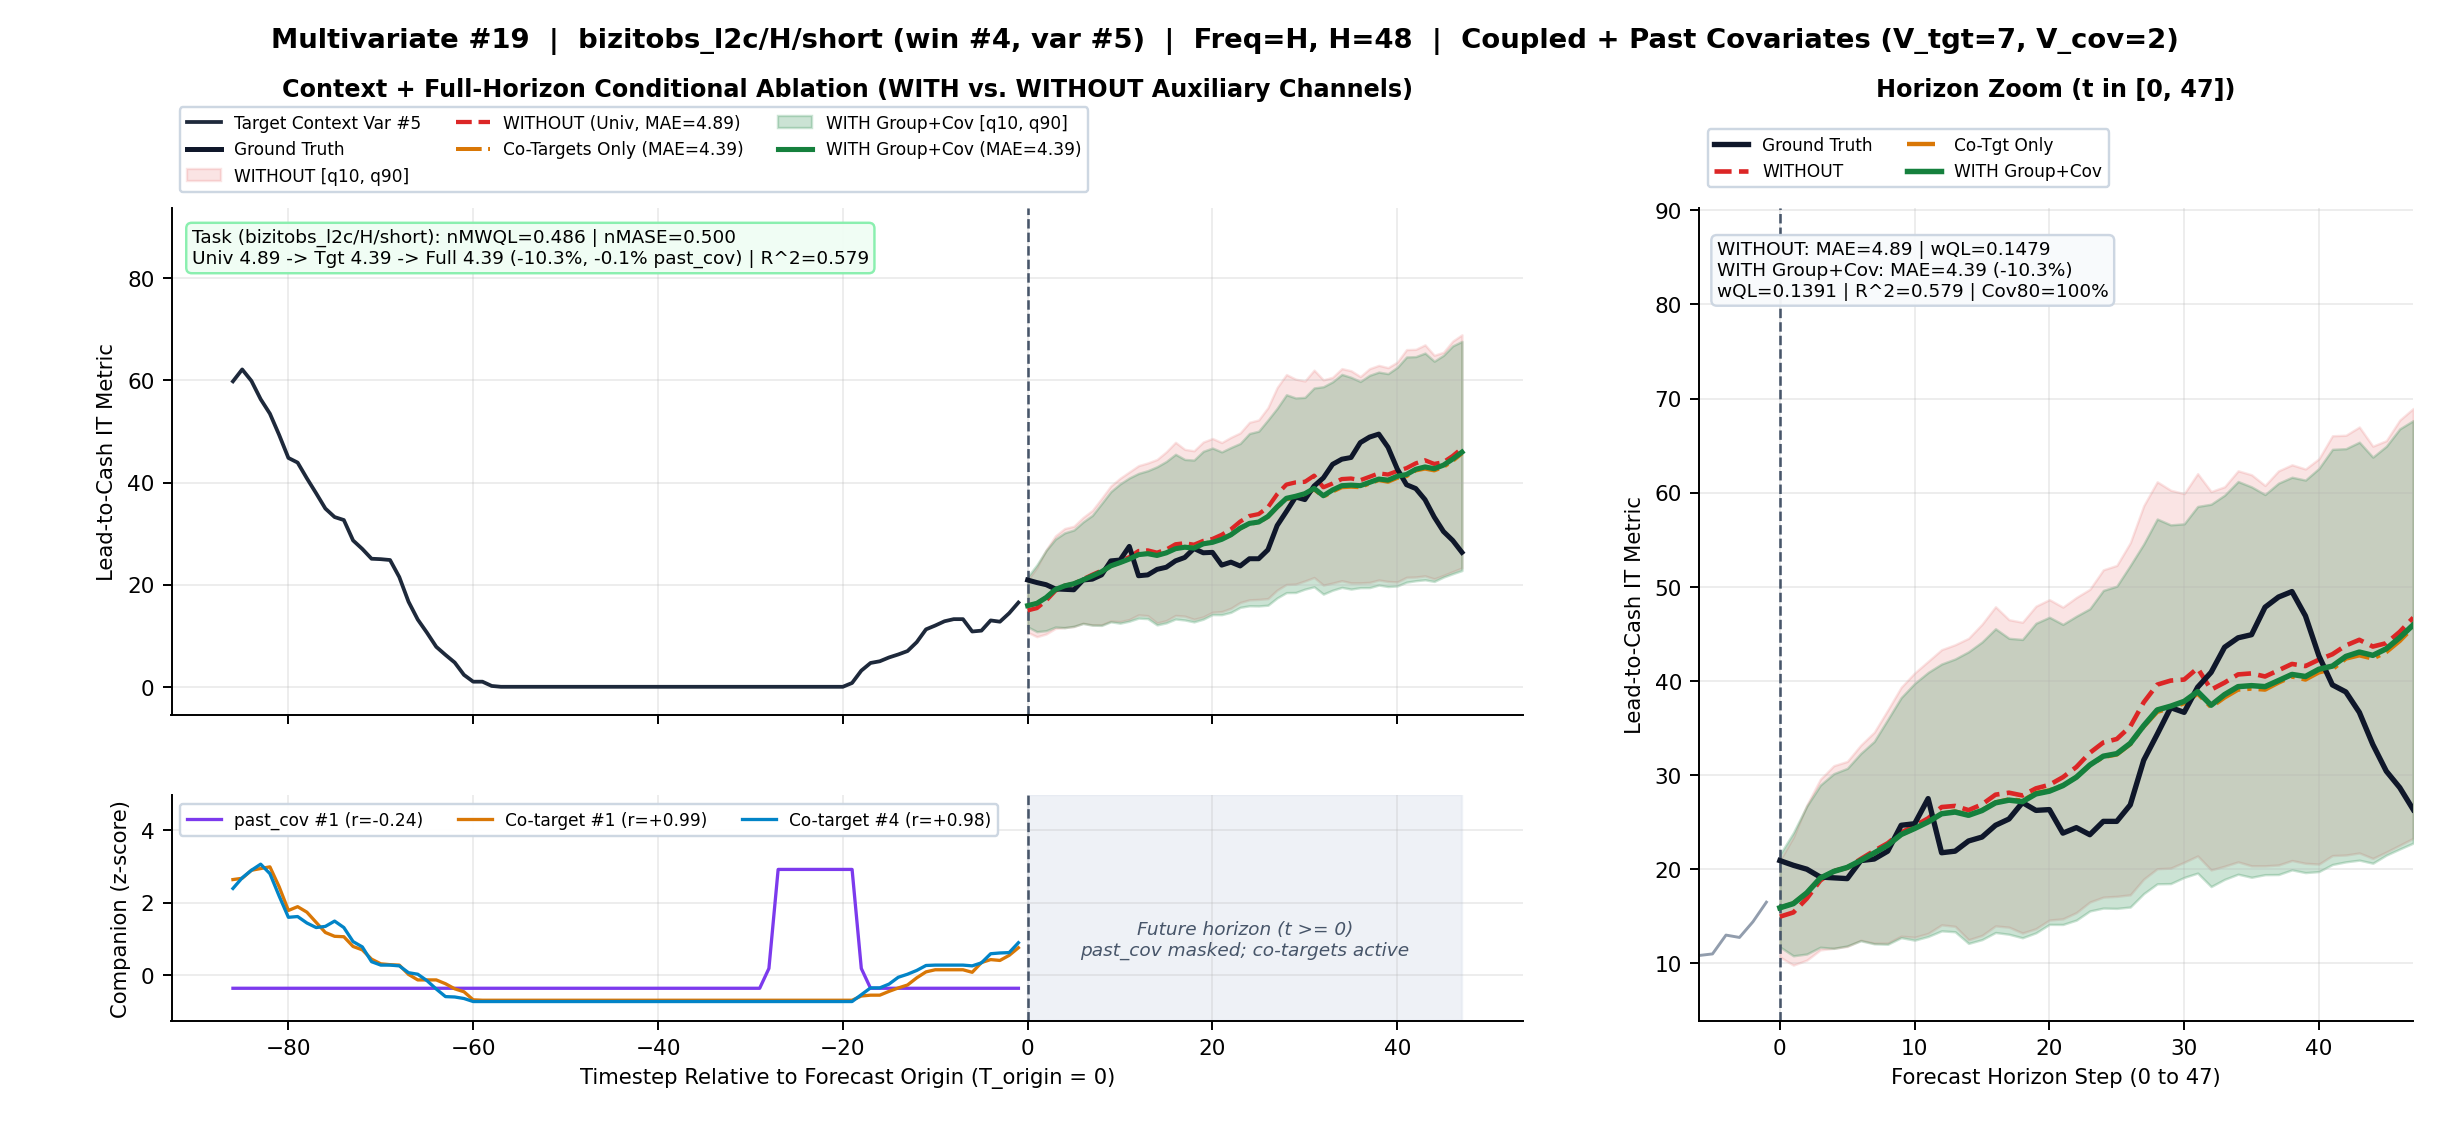 Multivariate #19 | bizitobs_l2c/H/short (win #4, var #5) | Freq=H, H=48 | Coupled + Past Covariates (V_tgt=7, V_cov=2)
Context + Full-Horizon Conditional Ablation (WITH vs. WITHOUT Auxiliary Channels)
Target Context Var #5
Ground Truth
WITHOUT [q10, q90]
WITHOUT (Univ, MAE=4.89)
Co-Targets Only (MAE=4.39)
WITH Group+Cov [q10, q90]
WITH Group+Cov (MAE=4.39)
Task (bizitobs_l2c/H/short): nMWQL=0.486 | nMASE=0.500
Univ 4.89 -> Tgt 4.39 -> Full 4.39 (-10.3%, -0.1% past_cov) | R^2=0.579
Lead-to-Cash IT Metric
80
60
40
20
0
past_cov #1 (r=-0.24)
Co-target #1 (r=+0.99)
Co-target #4 (r=+0.98)
Future horizon (t >= 0)
past_cov masked; co-targets active
Companion (z-score)
4
2
0
−80
−60
−40
−20
0
20
40
Timestep Relative to Forecast Origin (T_origin = 0)
Horizon Zoom (t in [0, 47])
Ground Truth
WITHOUT
Co-Tgt Only
WITH Group+Cov
WITHOUT: MAE=4.89 | wQL=0.1479
WITH Group+Cov: MAE=4.39 (-10.3%)
wQL=0.1391 | R^2=0.579 | Cov80=100%
Lead-to-Cash IT Metric
90
80
70
60
50
40
30
20
10
0
10
20
30
40
Forecast Horizon Step (0 to 47)